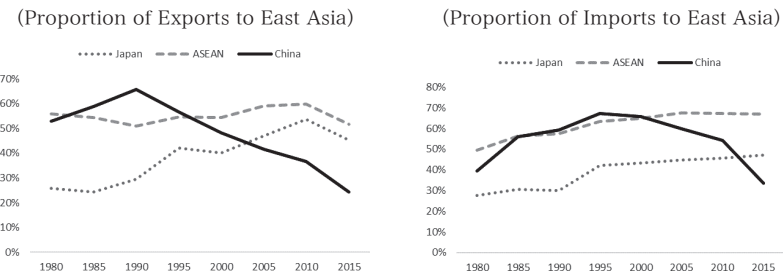 (Proportion of Exports to East Asia)
Japan ASEAN China
70%
60%
50%
40%
30%
20%
10%
0%
1980 1985 1990 1995 2000 2005 2010 2015
(Proportion of Imports to East Asia)
Japan ASEAN China
80%
70%
60%
50%
40%
30%
20%
10%
0%
1980 1985 1990 1995 2000 2005 2010 2015